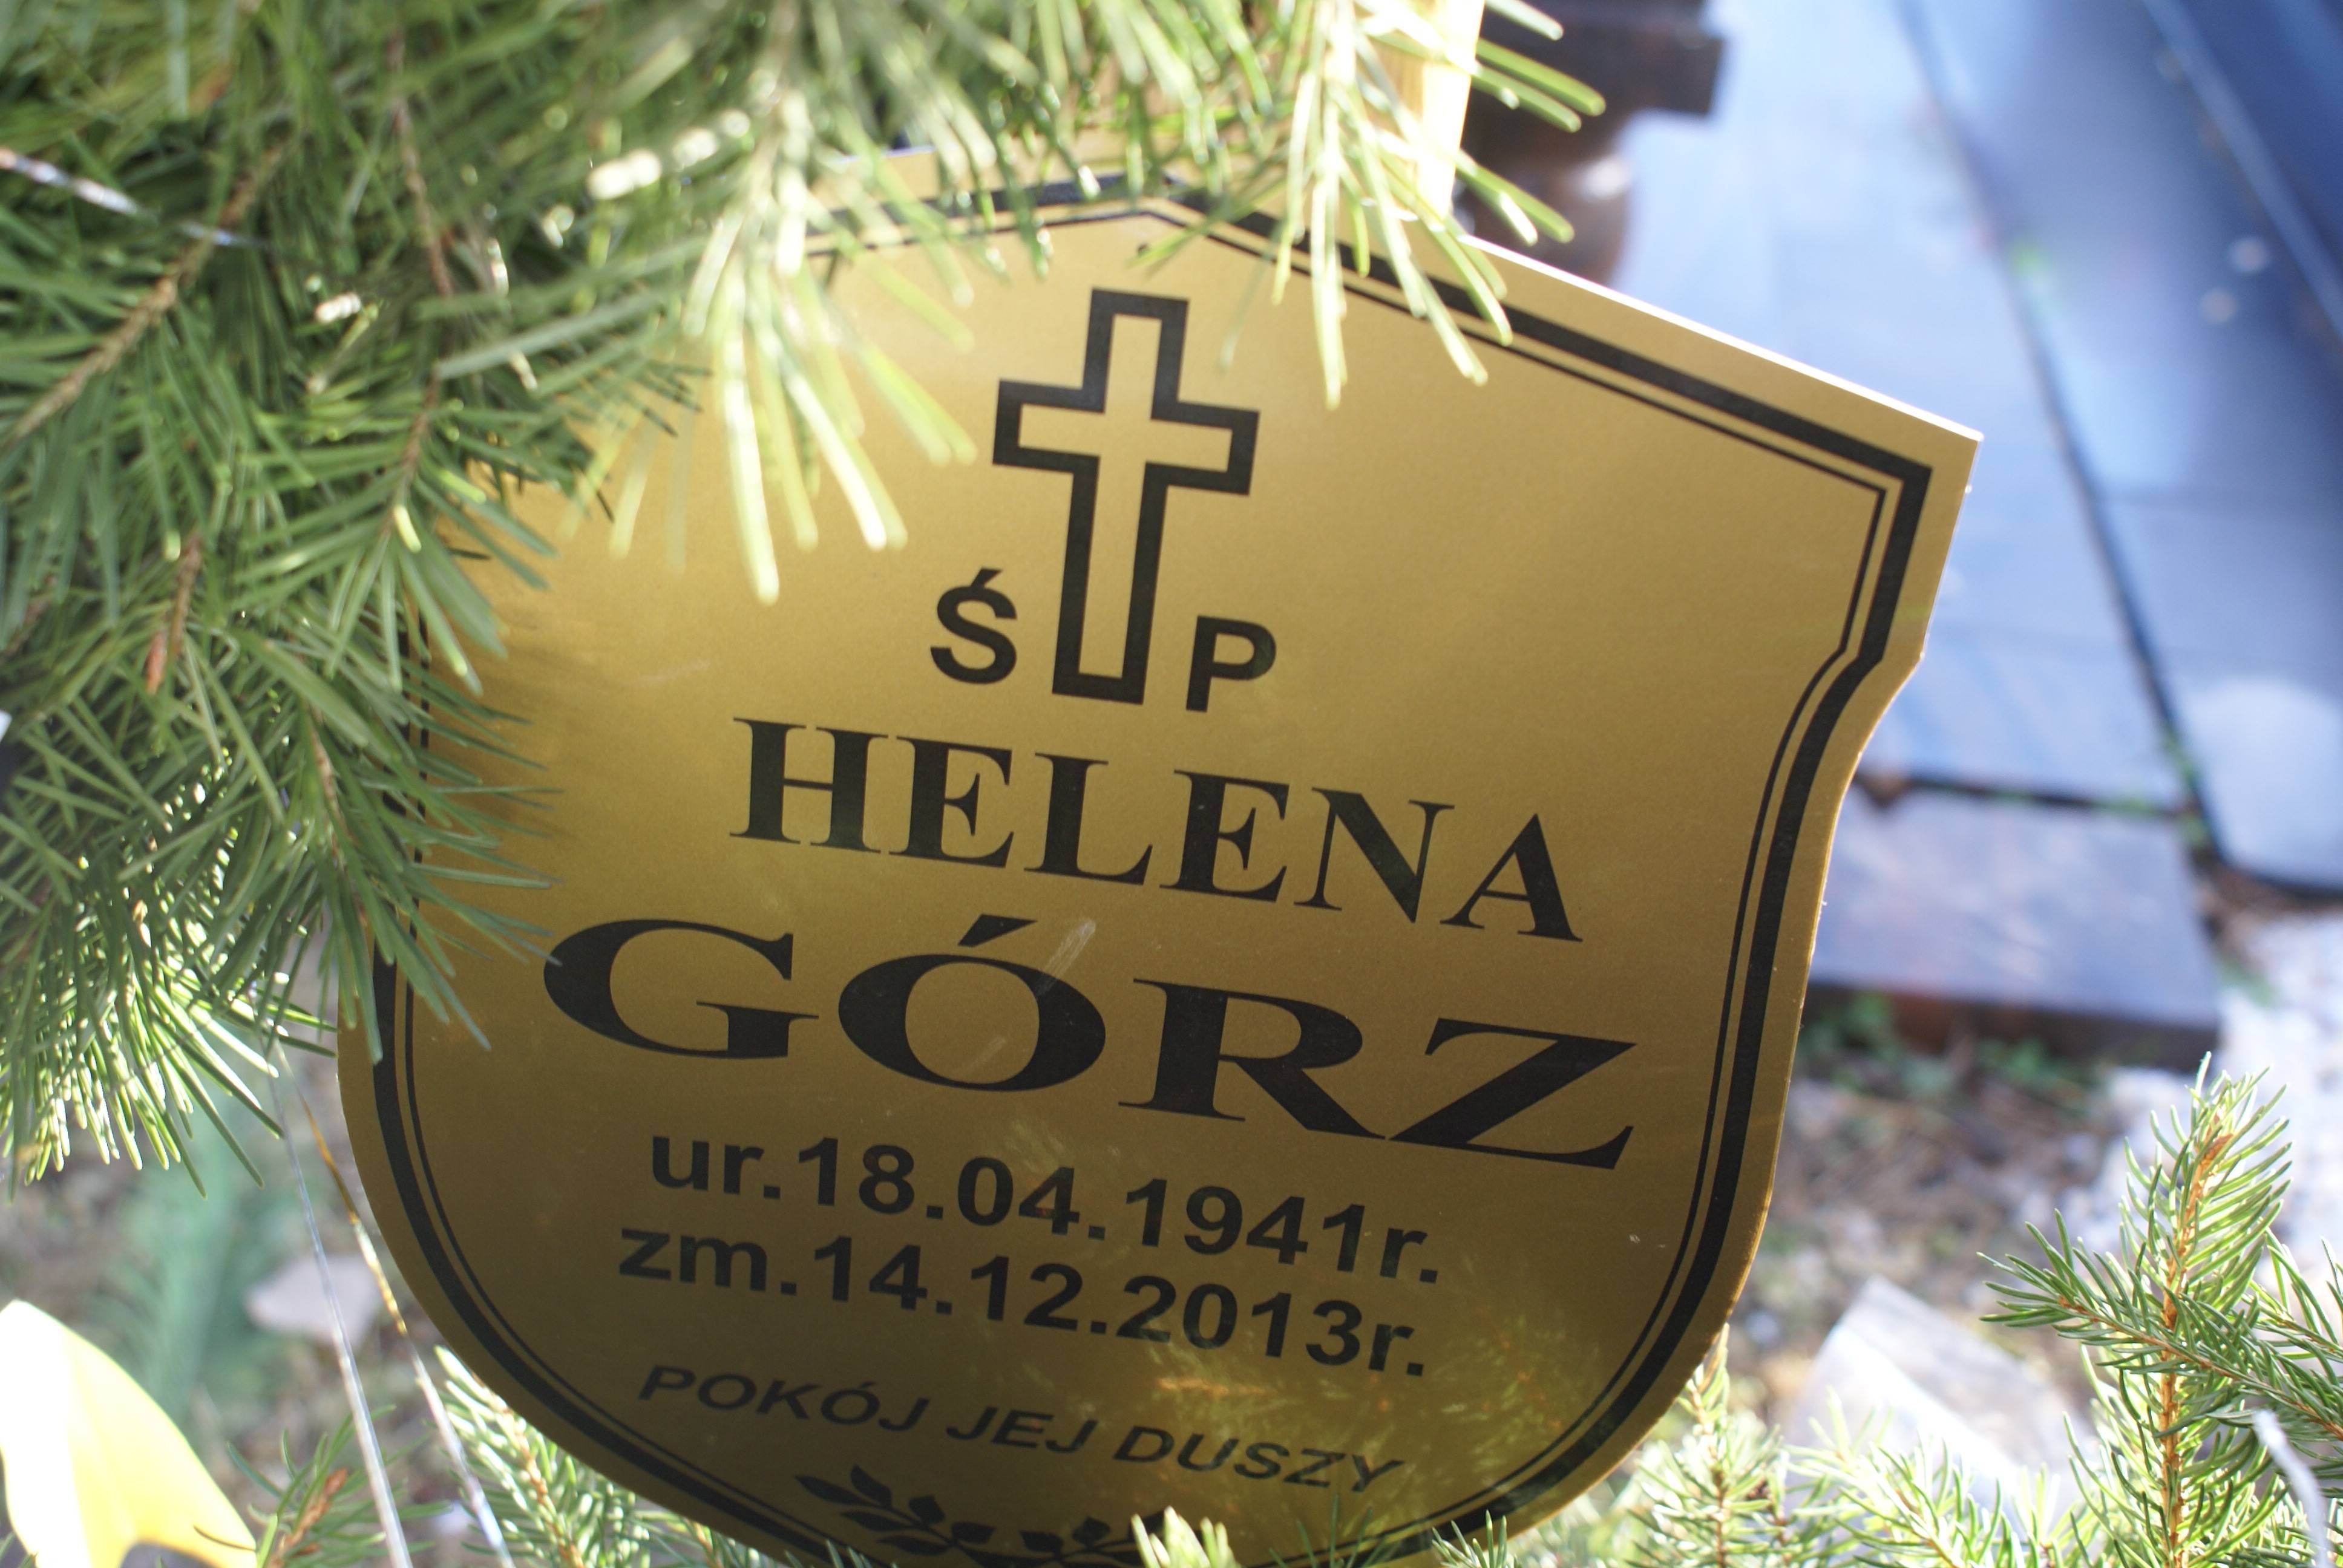 Ś P
HELENA
GÓRZ
ur.18.04.1941r.
zm.14.12.2013r.
POKÓJ JEJ DUSZY